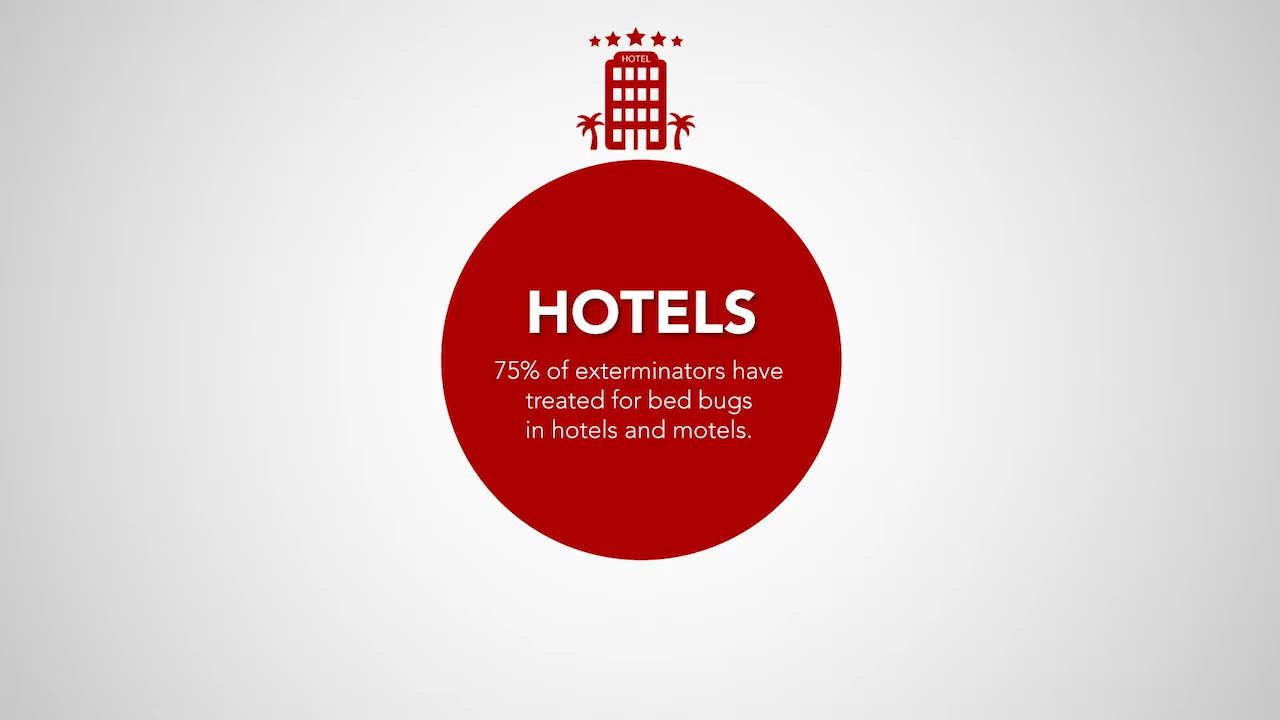 HOTEL
HOTELS
75% of exterminators have
treated for bed bugs
in hotels and motels.